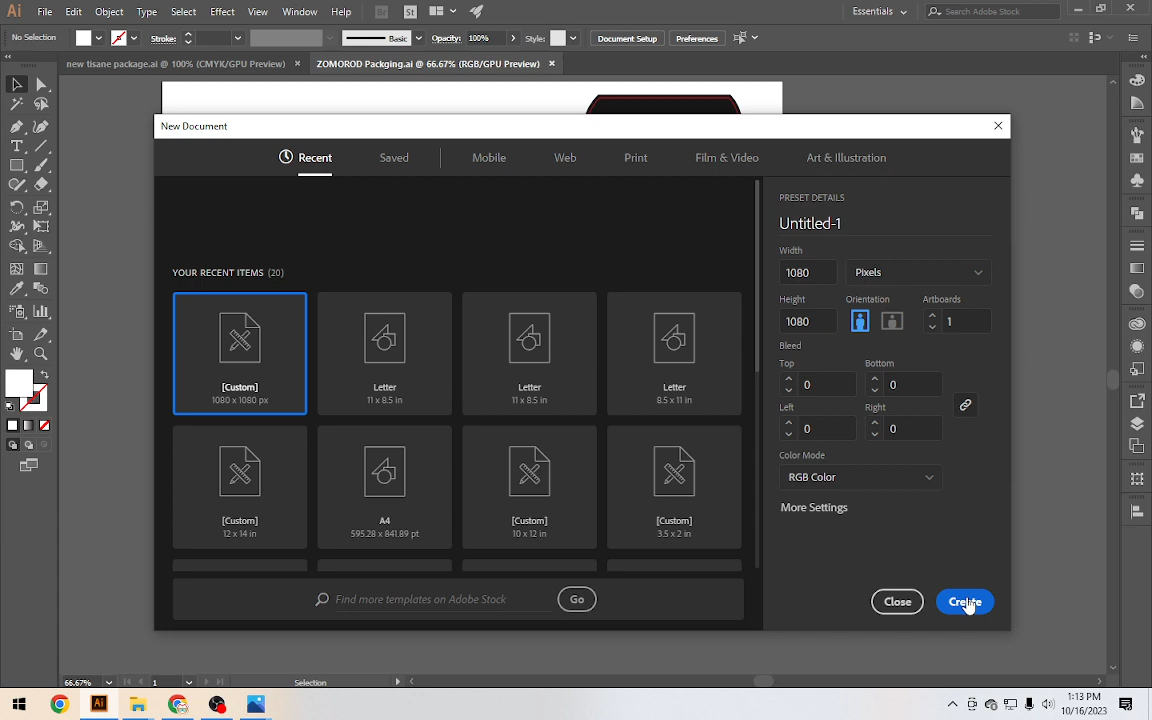 Ai File Edit Object Type Select Effect View Window Help Br St Essentials Search Adobe Stock
No Selection Stroke: Basic Opacity: 100% Style: Document Setup Preferences
new tisane package.ai @ 100% (CMYK/GPU Preview) × ZOMOROD Packging.ai @ 66.67% (RGB/GPU Preview) ×
New Document
Recent Saved Mobile Web Print Film & Video Art & Illustration
PRESET DETAILS
Untitled-1
Width
1080 Pixels
YOUR RECENT ITEMS (20)
Height Orientation Artboards
1080 1
Bleed
Top Bottom
0 0
[Custom] Letter Letter Letter
1080 x 1080 px 11 x 8.5 in 11 x 8.5 in 8.5 x 11 in
Left Right
0 0
Color Mode
RGB Color
More Settings
[Custom] A4 [Custom] [Custom]
12 x 14 in 595.28 x 841.89 pt 10 x 12 in 3.5 x 2 in
Find more templates on Adobe Stock Go
Close Create
66.67% 1 Selection
Ai 1:13 PM
10/16/2023